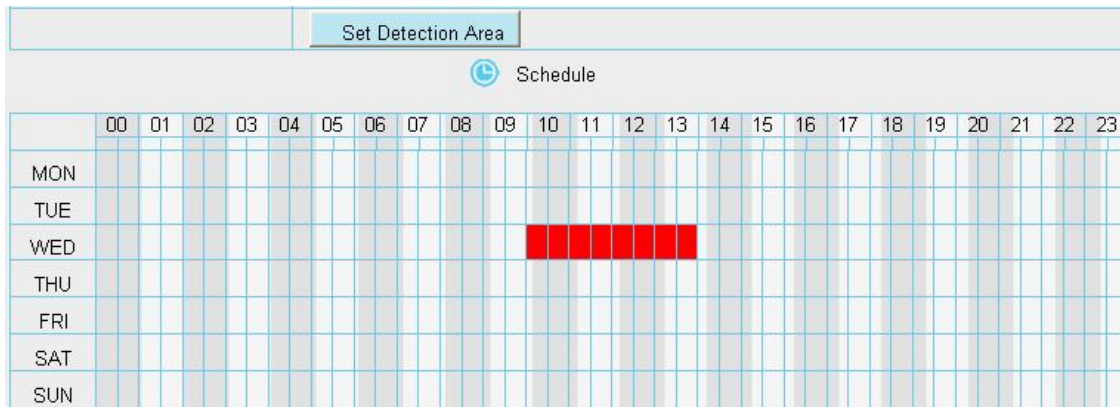 Set Detection Area
Schedule
00 01 02 03 04 05 06 07 08 09 10 11 12 13 14 15 16 17 18 19 20 21 22 23
MON
TUE
WED
THU
FRI
SAT
SUN